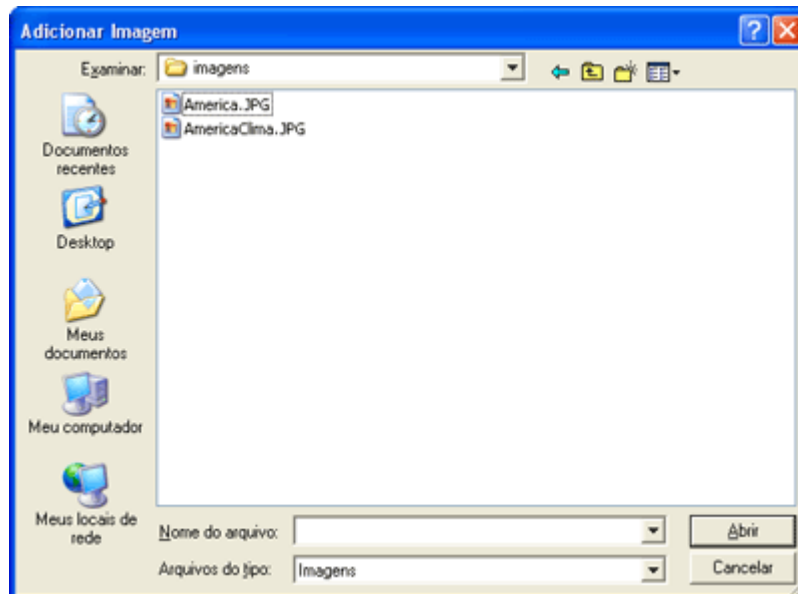 Adicionar Imagem
Examinar:
imagens
America.JPG
AmericaClima.JPG
Documentos
recentes
Desktop
Meus
documentos
Meu computador
Meus locais de
rede
Nome do arquivo:
Abrir
Arquivos do tipo:
Imagens
Cancelar